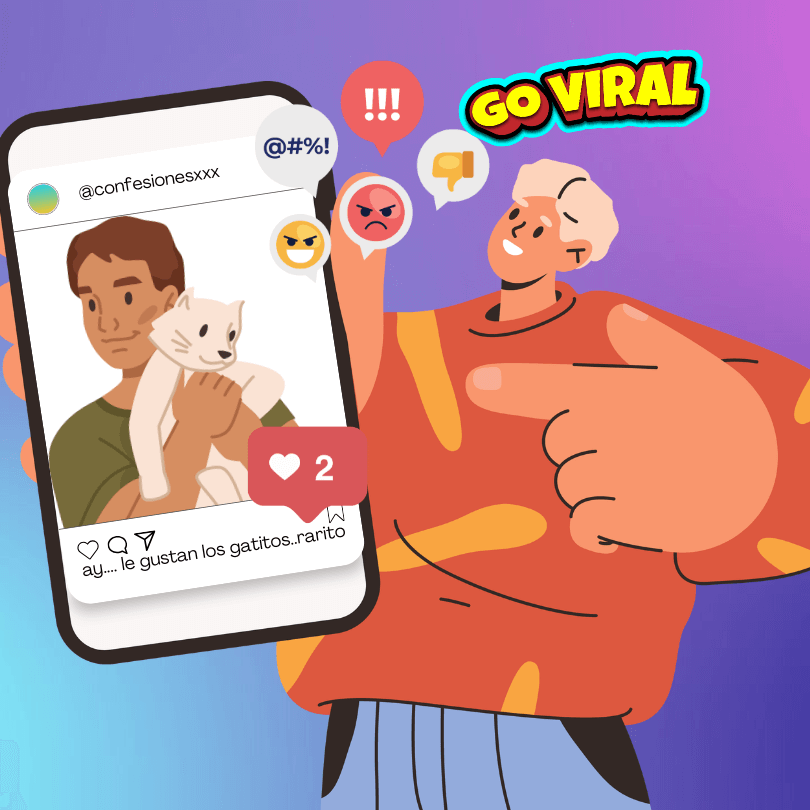 GO VIRAL
!!!
@#%!
@confesionesxxx
2
ay.... le gustan los gatitos..rarito